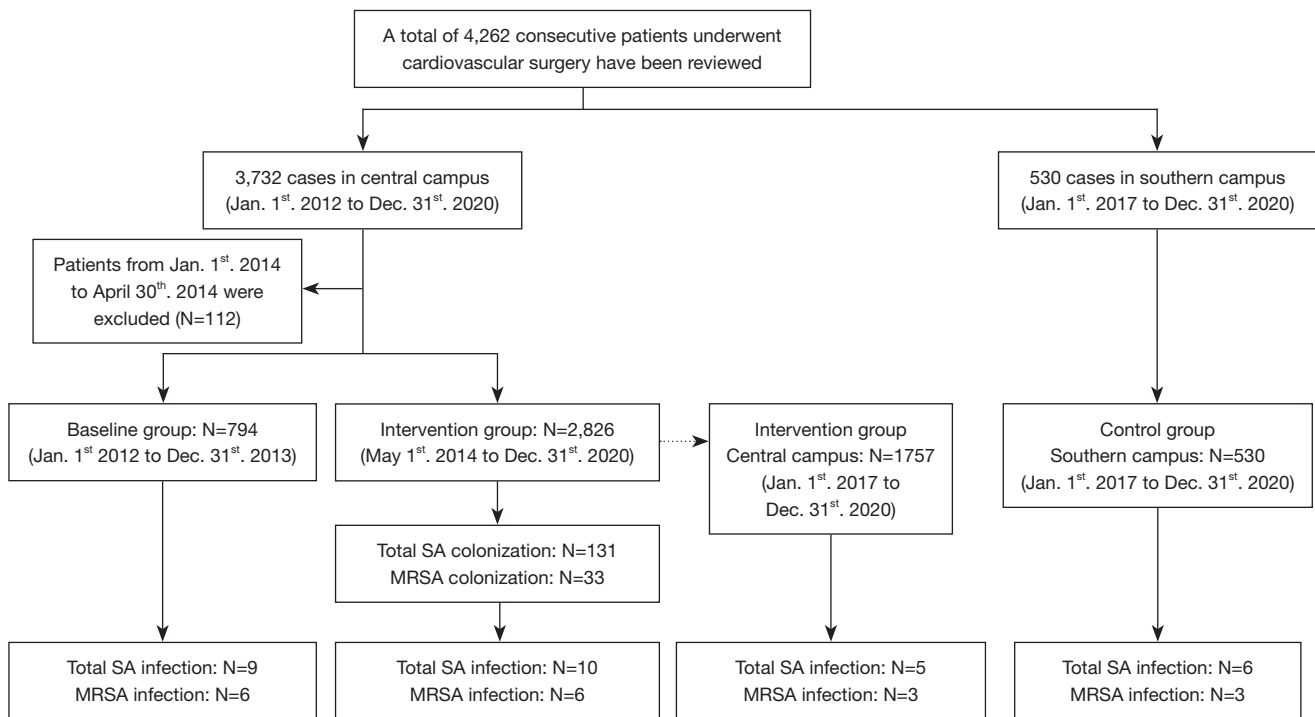 A total of 4,262 consecutive patients underwent
cardiovascular surgery have been reviewed
3,732 cases in central campus
(Jan. 1st. 2012 to Dec. 31st. 2020)
530 cases in southern campus
(Jan. 1st. 2017 to Dec. 31st. 2020)
Patients from Jan. 1st. 2014
to April 30th. 2014 were
excluded (N=112)
Baseline group: N=794
(Jan. 1st 2012 to Dec. 31st. 2013)
Intervention group: N=2,826
(May 1st. 2014 to Dec. 31st. 2020)
Intervention group
Central campus: N=1757
(Jan. 1st. 2017 to
Dec. 31st. 2020)
Control group
Southern campus: N=530
(Jan. 1st. 2017 to Dec. 31st. 2020)
Total SA colonization: N=131
MRSA colonization: N=33
Total SA infection: N=9
MRSA infection: N=6
Total SA infection: N=10
MRSA infection: N=6
Total SA infection: N=5
MRSA infection: N=3
Total SA infection: N=6
MRSA infection: N=3